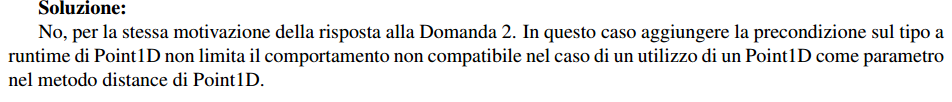 Soluzione:
No, per la stessa motivazione della risposta alla Domanda 2. In questo caso aggiungere la precondizione sul tipo a
runtime di Point1D non limita il comportamento non compatibile nel caso di un utilizzo di un Point1D come parametro
nel metodo distance di Point1D.